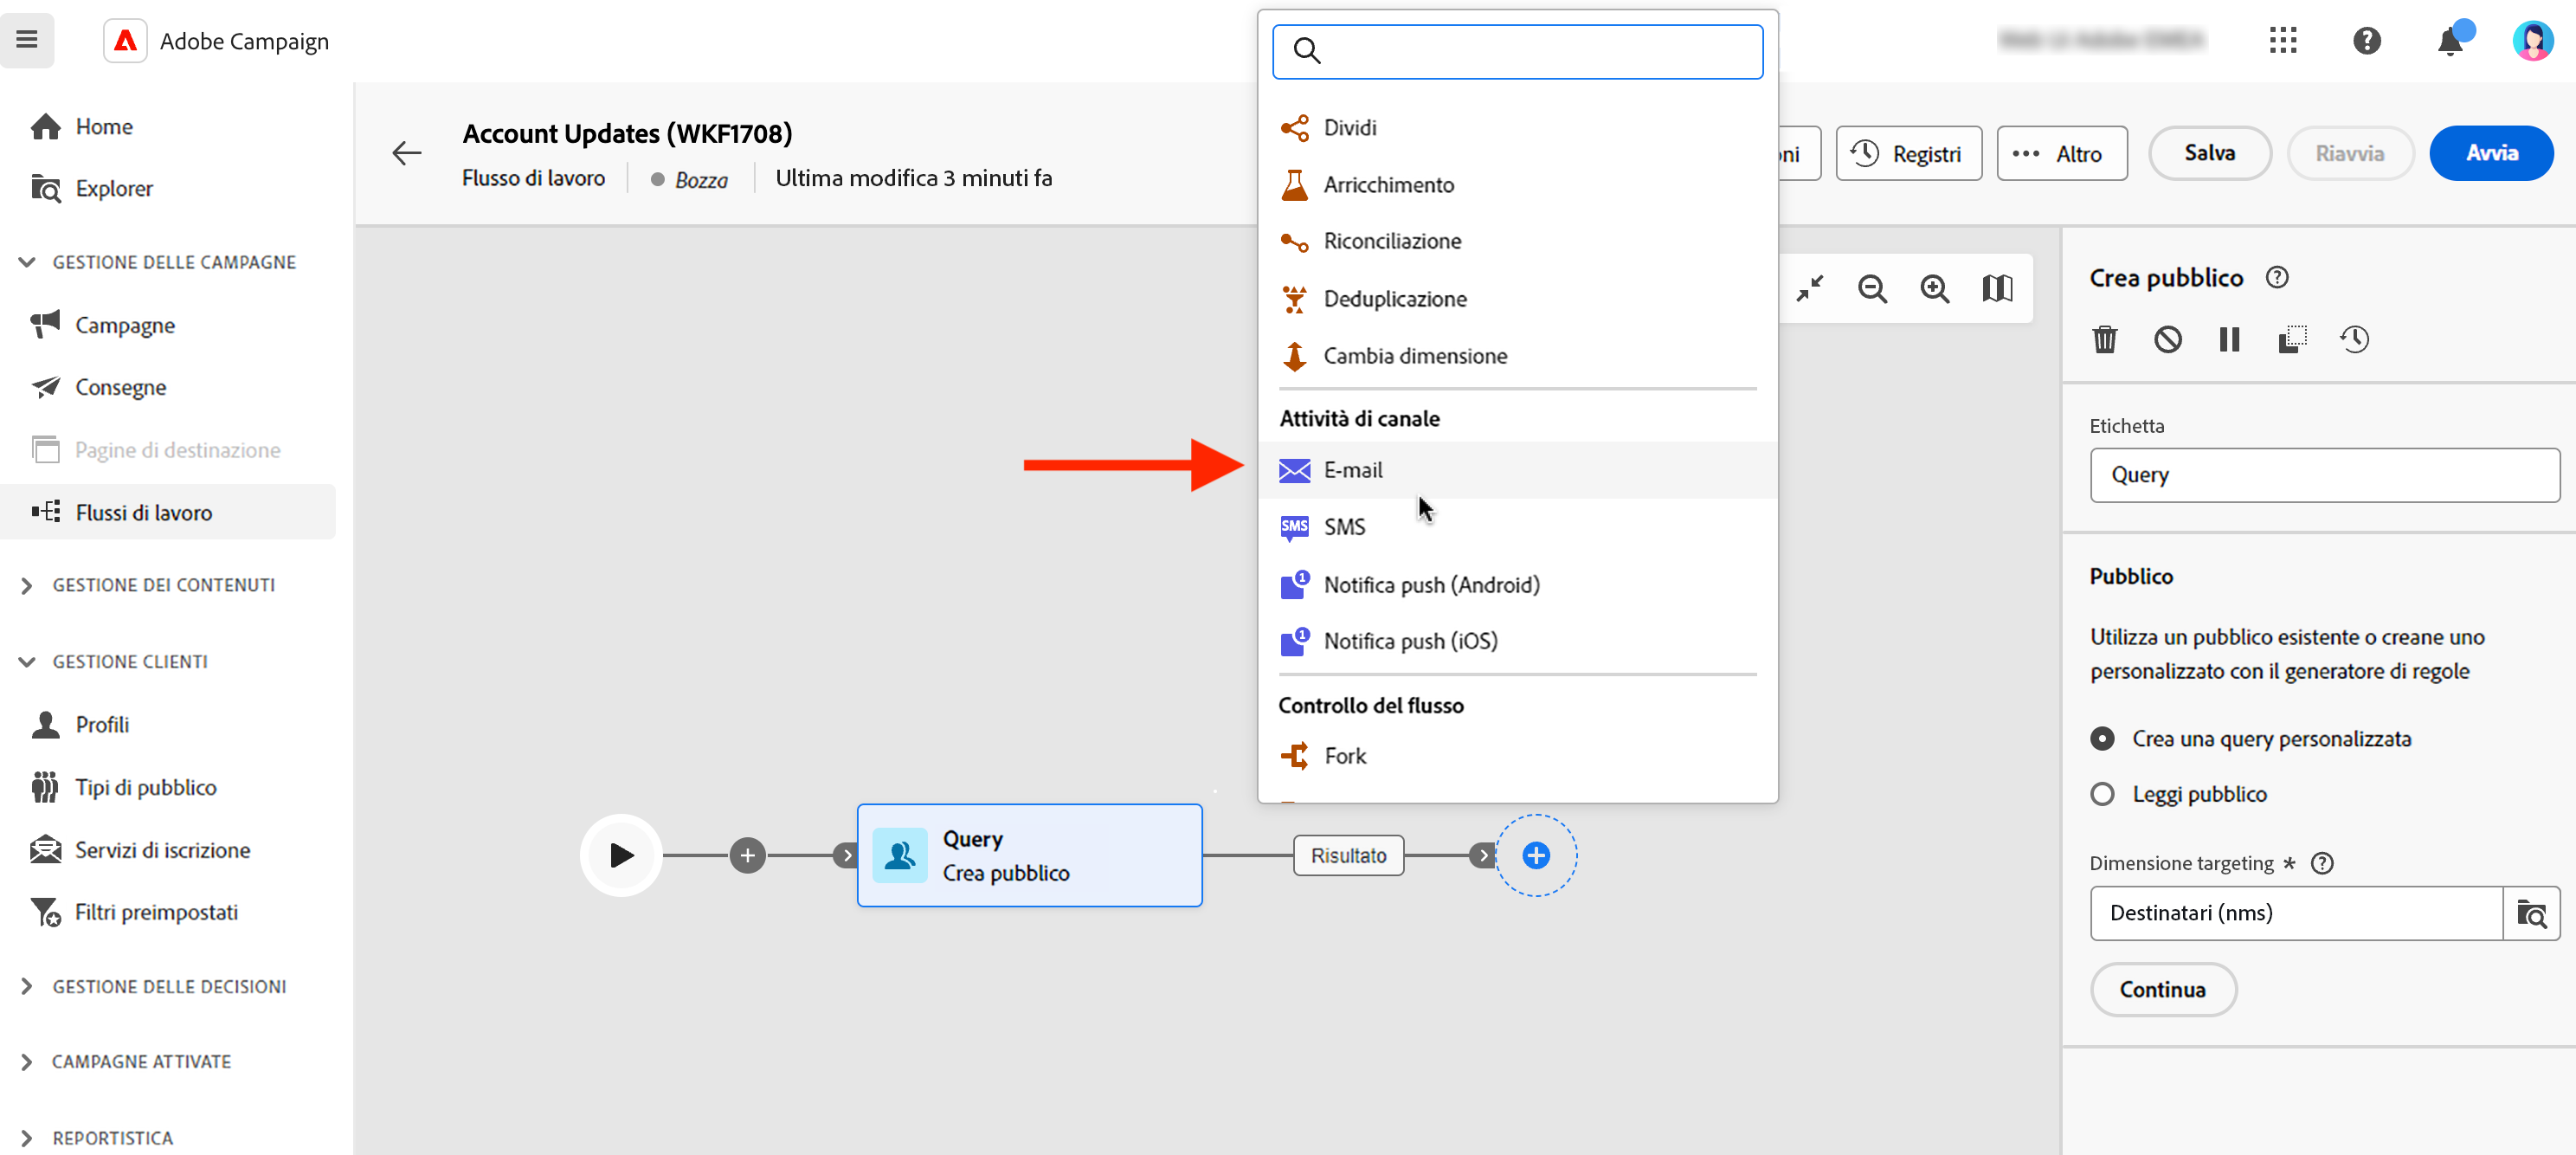 Adobe Campaign
Home
Explorer
GESTIONE DELLE CAMPAGNE
Campagne
Consegne
Pagine di destinazione
Flussi di lavoro
GESTIONE DEI CONTENUTI
GESTIONE CLIENTI
Profili
Tipi di pubblico
Servizi di iscrizione
Filtri preimpostati
GESTIONE DELLE DECISIONI
CAMPAGNE ATTIVATE
REPORTISTICA
Account Updates (WKF1708)
Flusso di lavoro
Bozza
Ultima modifica 3 minuti fa
Registri
Altro
Salva
Riavvia
Avvia
Dividi
Arricchimento
Riconciliazione
Deduplicazione
Cambia dimensione
Attività di canale
E-mail
SMS
SMS
Notifica push (Android)
1
Notifica push (iOS)
1
Controllo del flusso
Fork
Query
Crea pubblico
Risultato
Crea pubblico
Etichetta
Query
Pubblico
Utilizza un pubblico esistente o creane uno
personalizzato con il generatore di regole
Crea una query personalizzata
Leggi pubblico
Dimensione targeting *
Destinatari (nms)
Continua